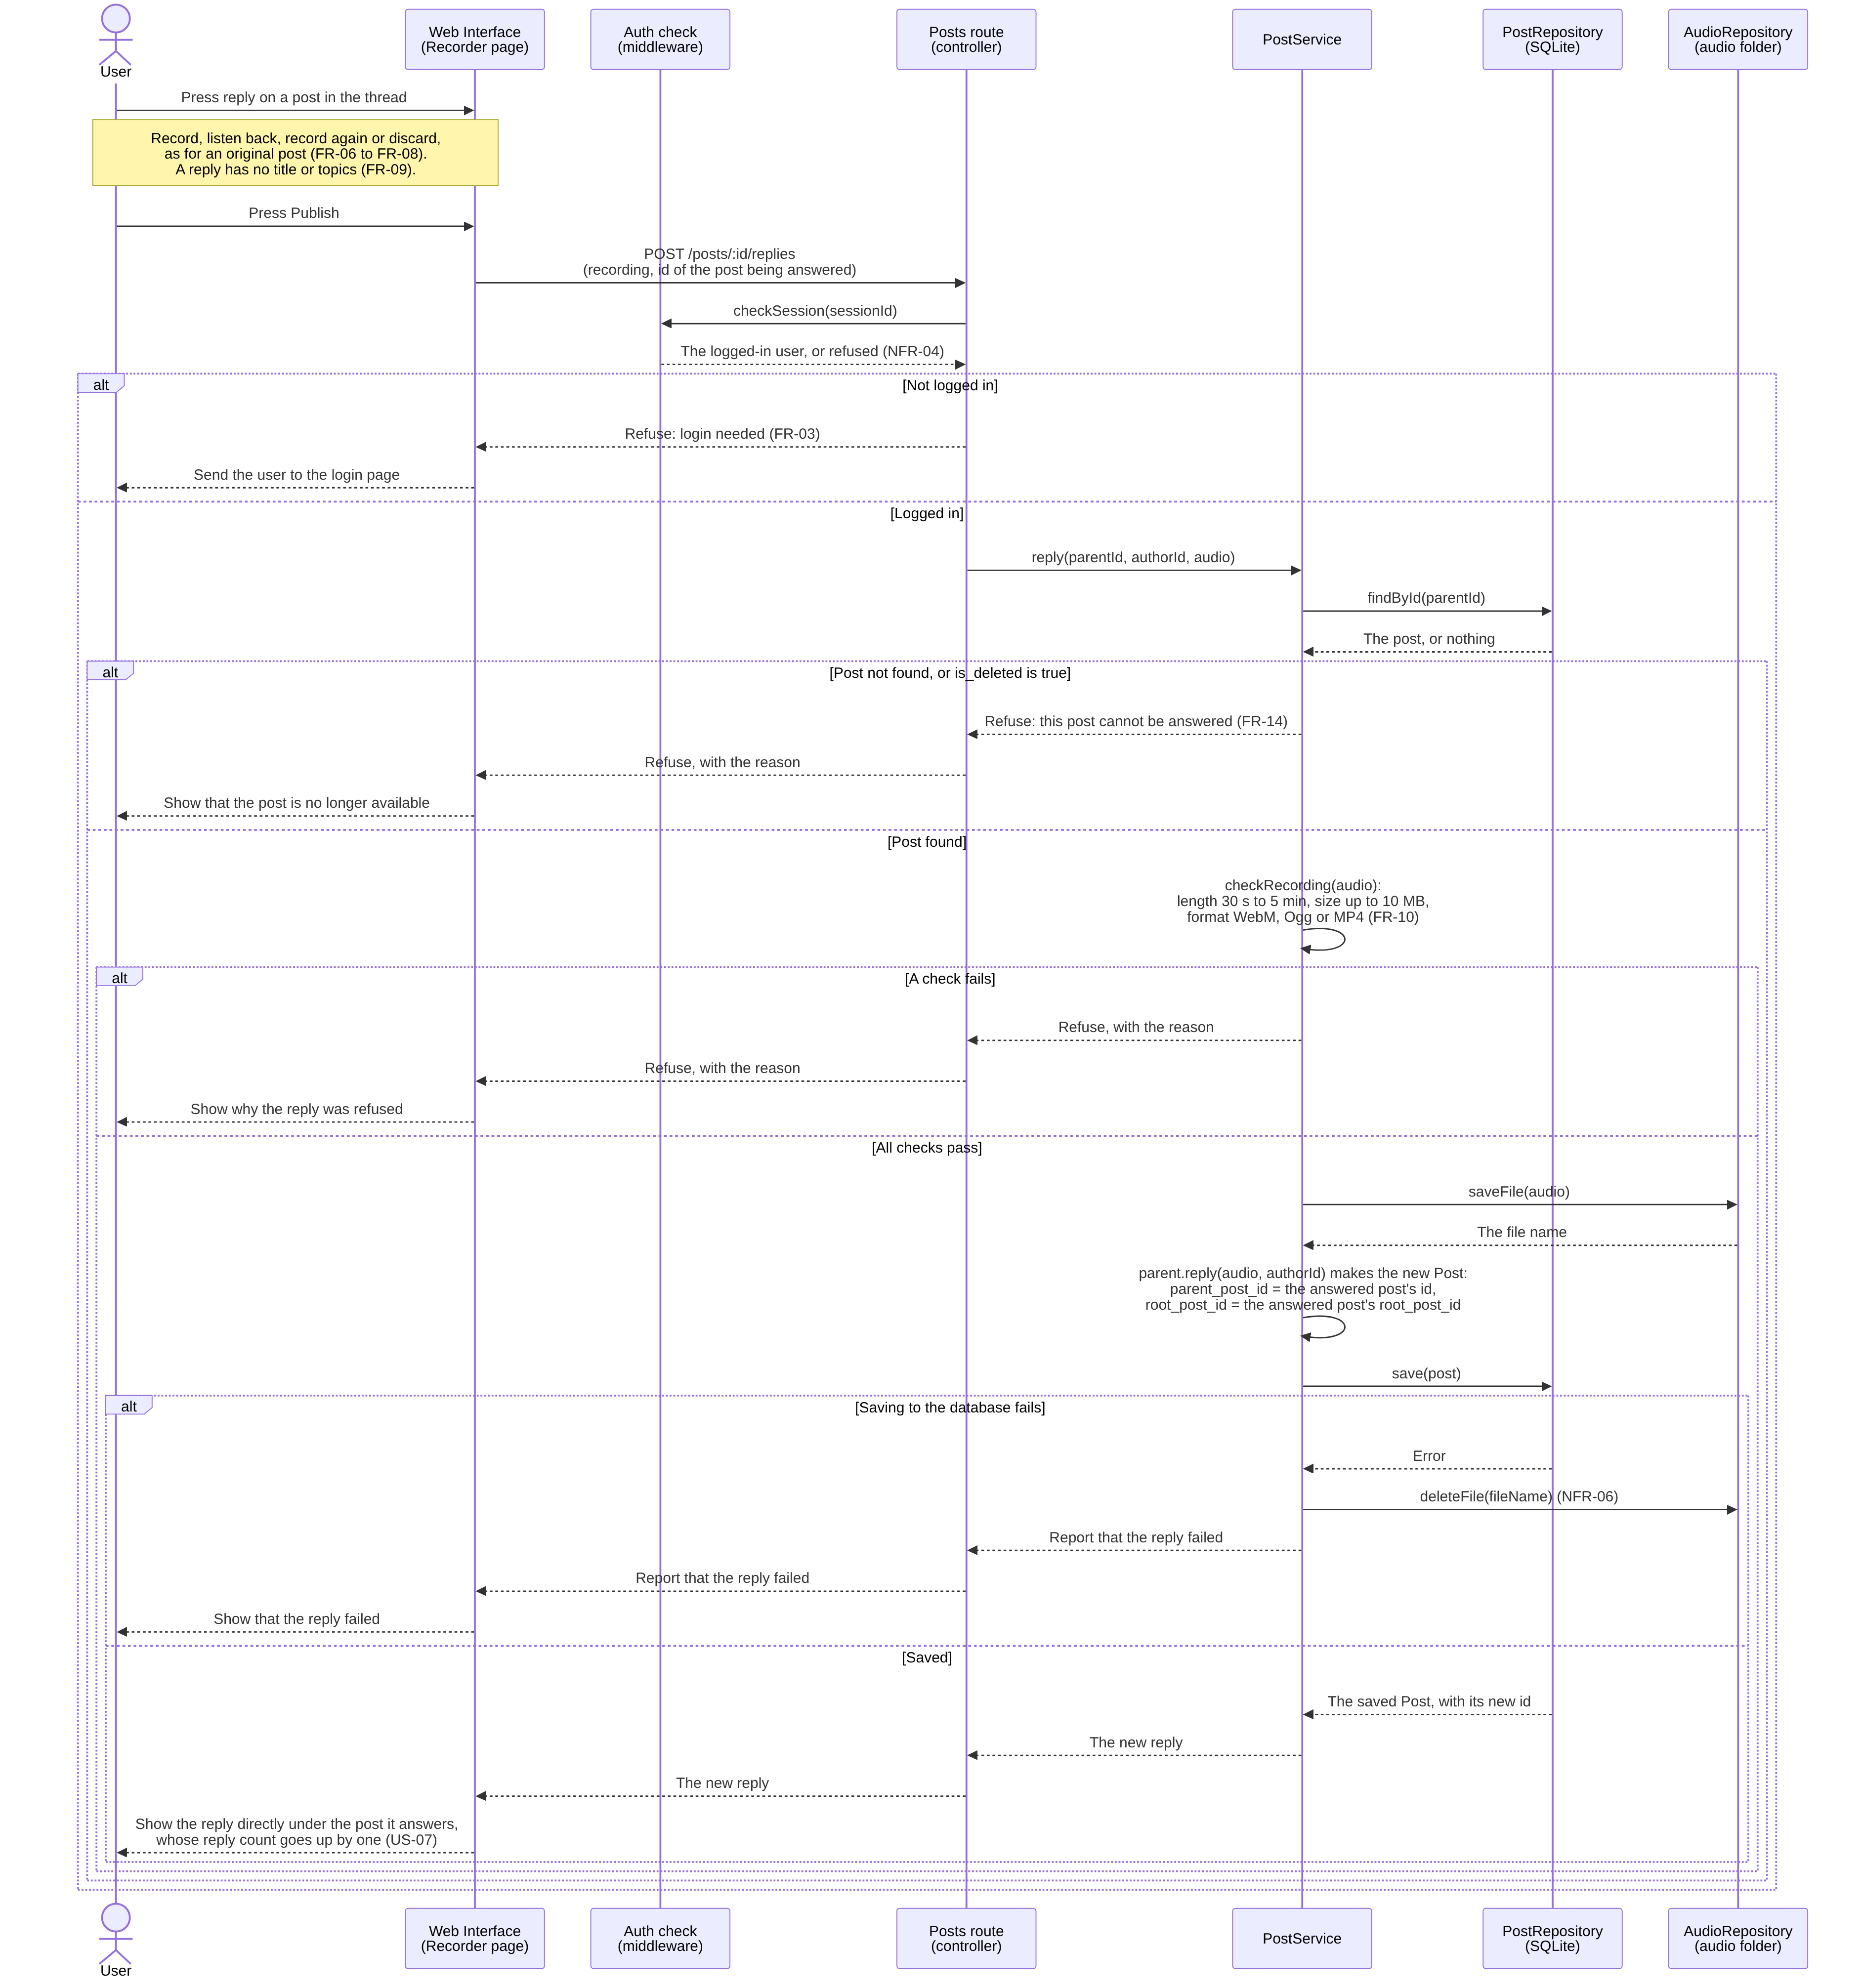 User
Web Interface
(Recorder page)
Auth check
(middleware)
Posts route
(controller)
PostService
PostRepository
(SQLite)
AudioRepository
(audio folder)
Press reply on a post in the thread
Record, listen back, record again or discard,
as for an original post (FR-06 to FR-08).
A reply has no title or topics (FR-09).
Press Publish
POST /posts/:id/replies
(recording, id of the post being answered)
checkSession(sessionId)
The logged-in user, or refused (NFR-04)
alt
[Not logged in]
Refuse: login needed (FR-03)
Send the user to the login page
[Logged in]
reply(parentId, authorId, audio)
findById(parentId)
The post, or nothing
alt
[Post not found, or is_deleted is true]
Refuse: this post cannot be answered (FR-14)
Refuse, with the reason
Show that the post is no longer available
[Post found]
checkRecording(audio):
length 30 s to 5 min, size up to 10 MB,
format WebM, Ogg or MP4 (FR-10)
alt
[A check fails]
Refuse, with the reason
Refuse, with the reason
Show why the reply was refused
[All checks pass]
saveFile(audio)
The file name
parent.reply(audio, authorId) makes the new Post:
parent_post_id = the answered post's id,
root_post_id = the answered post's root_post_id
save(post)
alt
[Saving to the database fails]
Error
deleteFile(fileName) (NFR-06)
Report that the reply failed
Report that the reply failed
Show that the reply failed
[Saved]
The saved Post, with its new id
The new reply
The new reply
Show the reply directly under the post it answers,
whose reply count goes up by one (US-07)
User
Web Interface
(Recorder page)
Auth check
(middleware)
Posts route
(controller)
PostService
PostRepository
(SQLite)
AudioRepository
(audio folder)